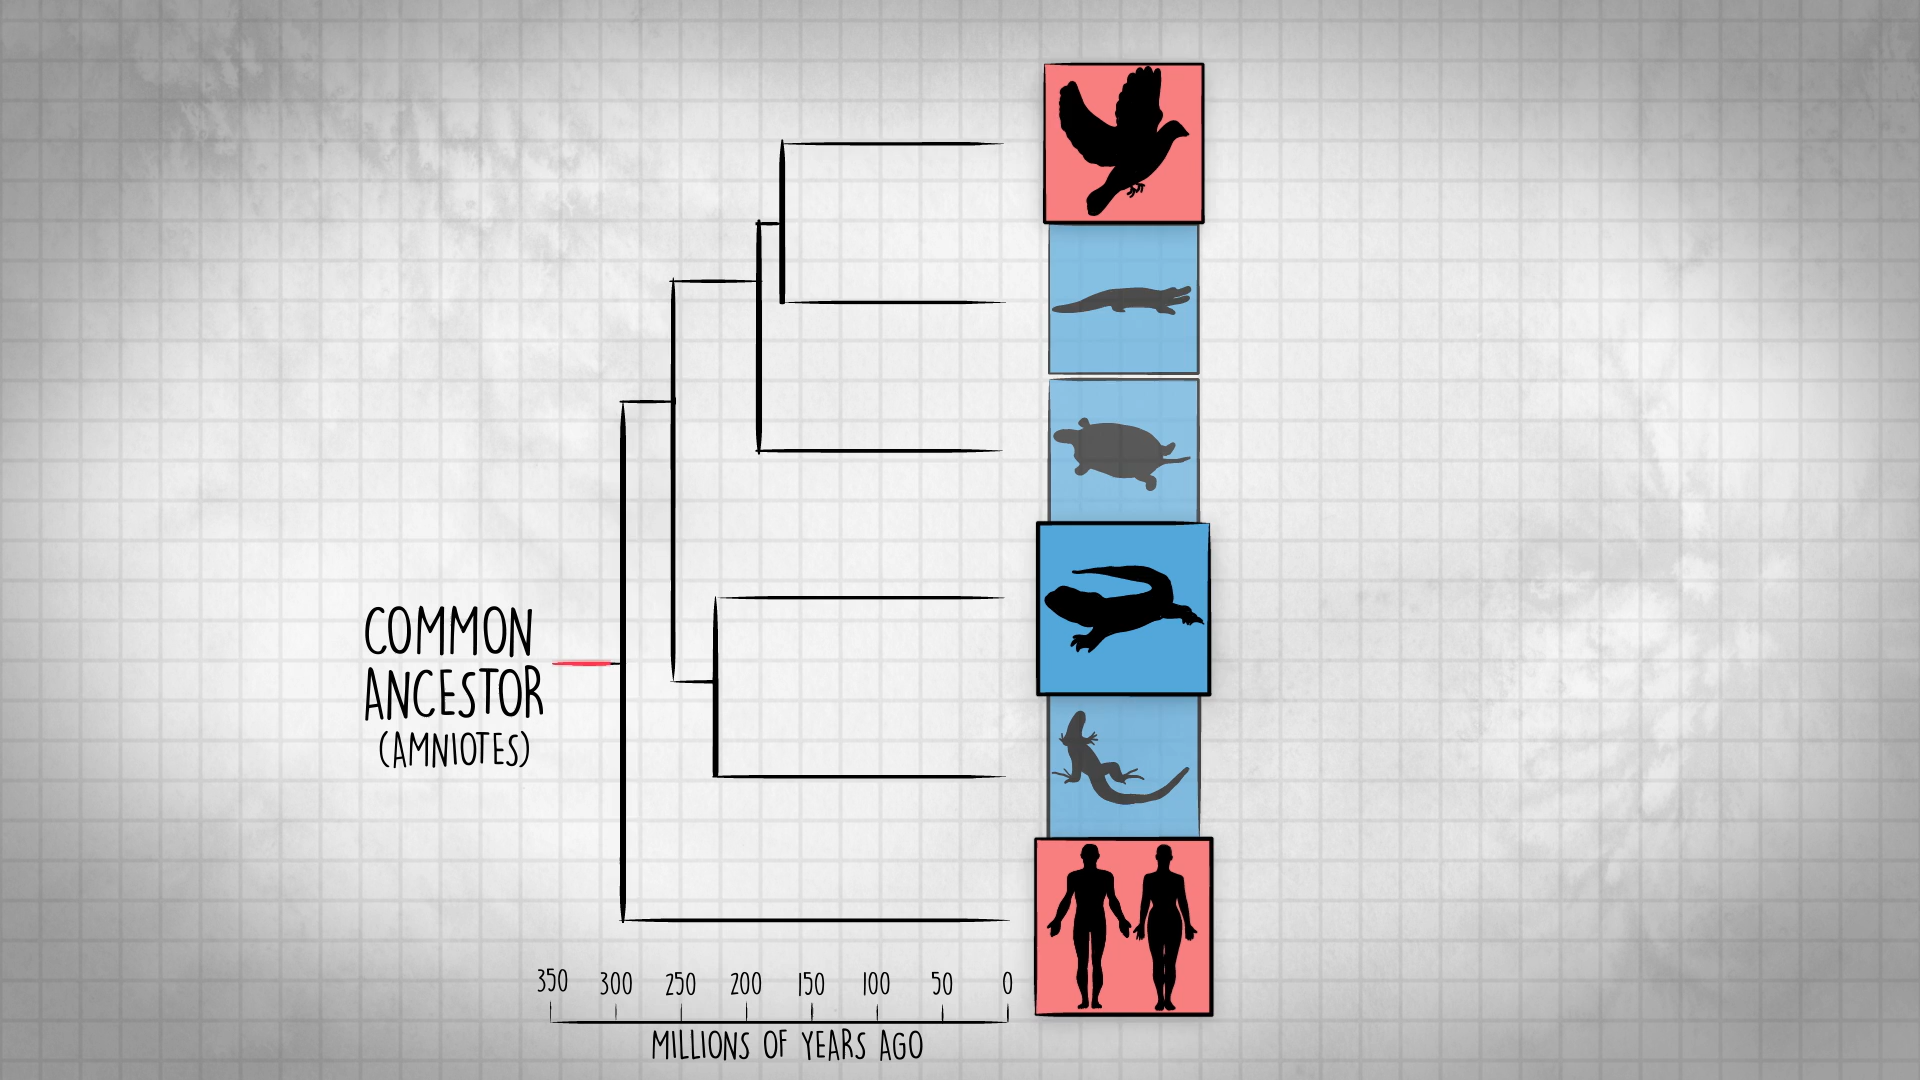 COMMON
ANCESTOR
(AMNIOTES)
350 300 250 200 150 100 50 0
MILLIONS OF YEARS AGO